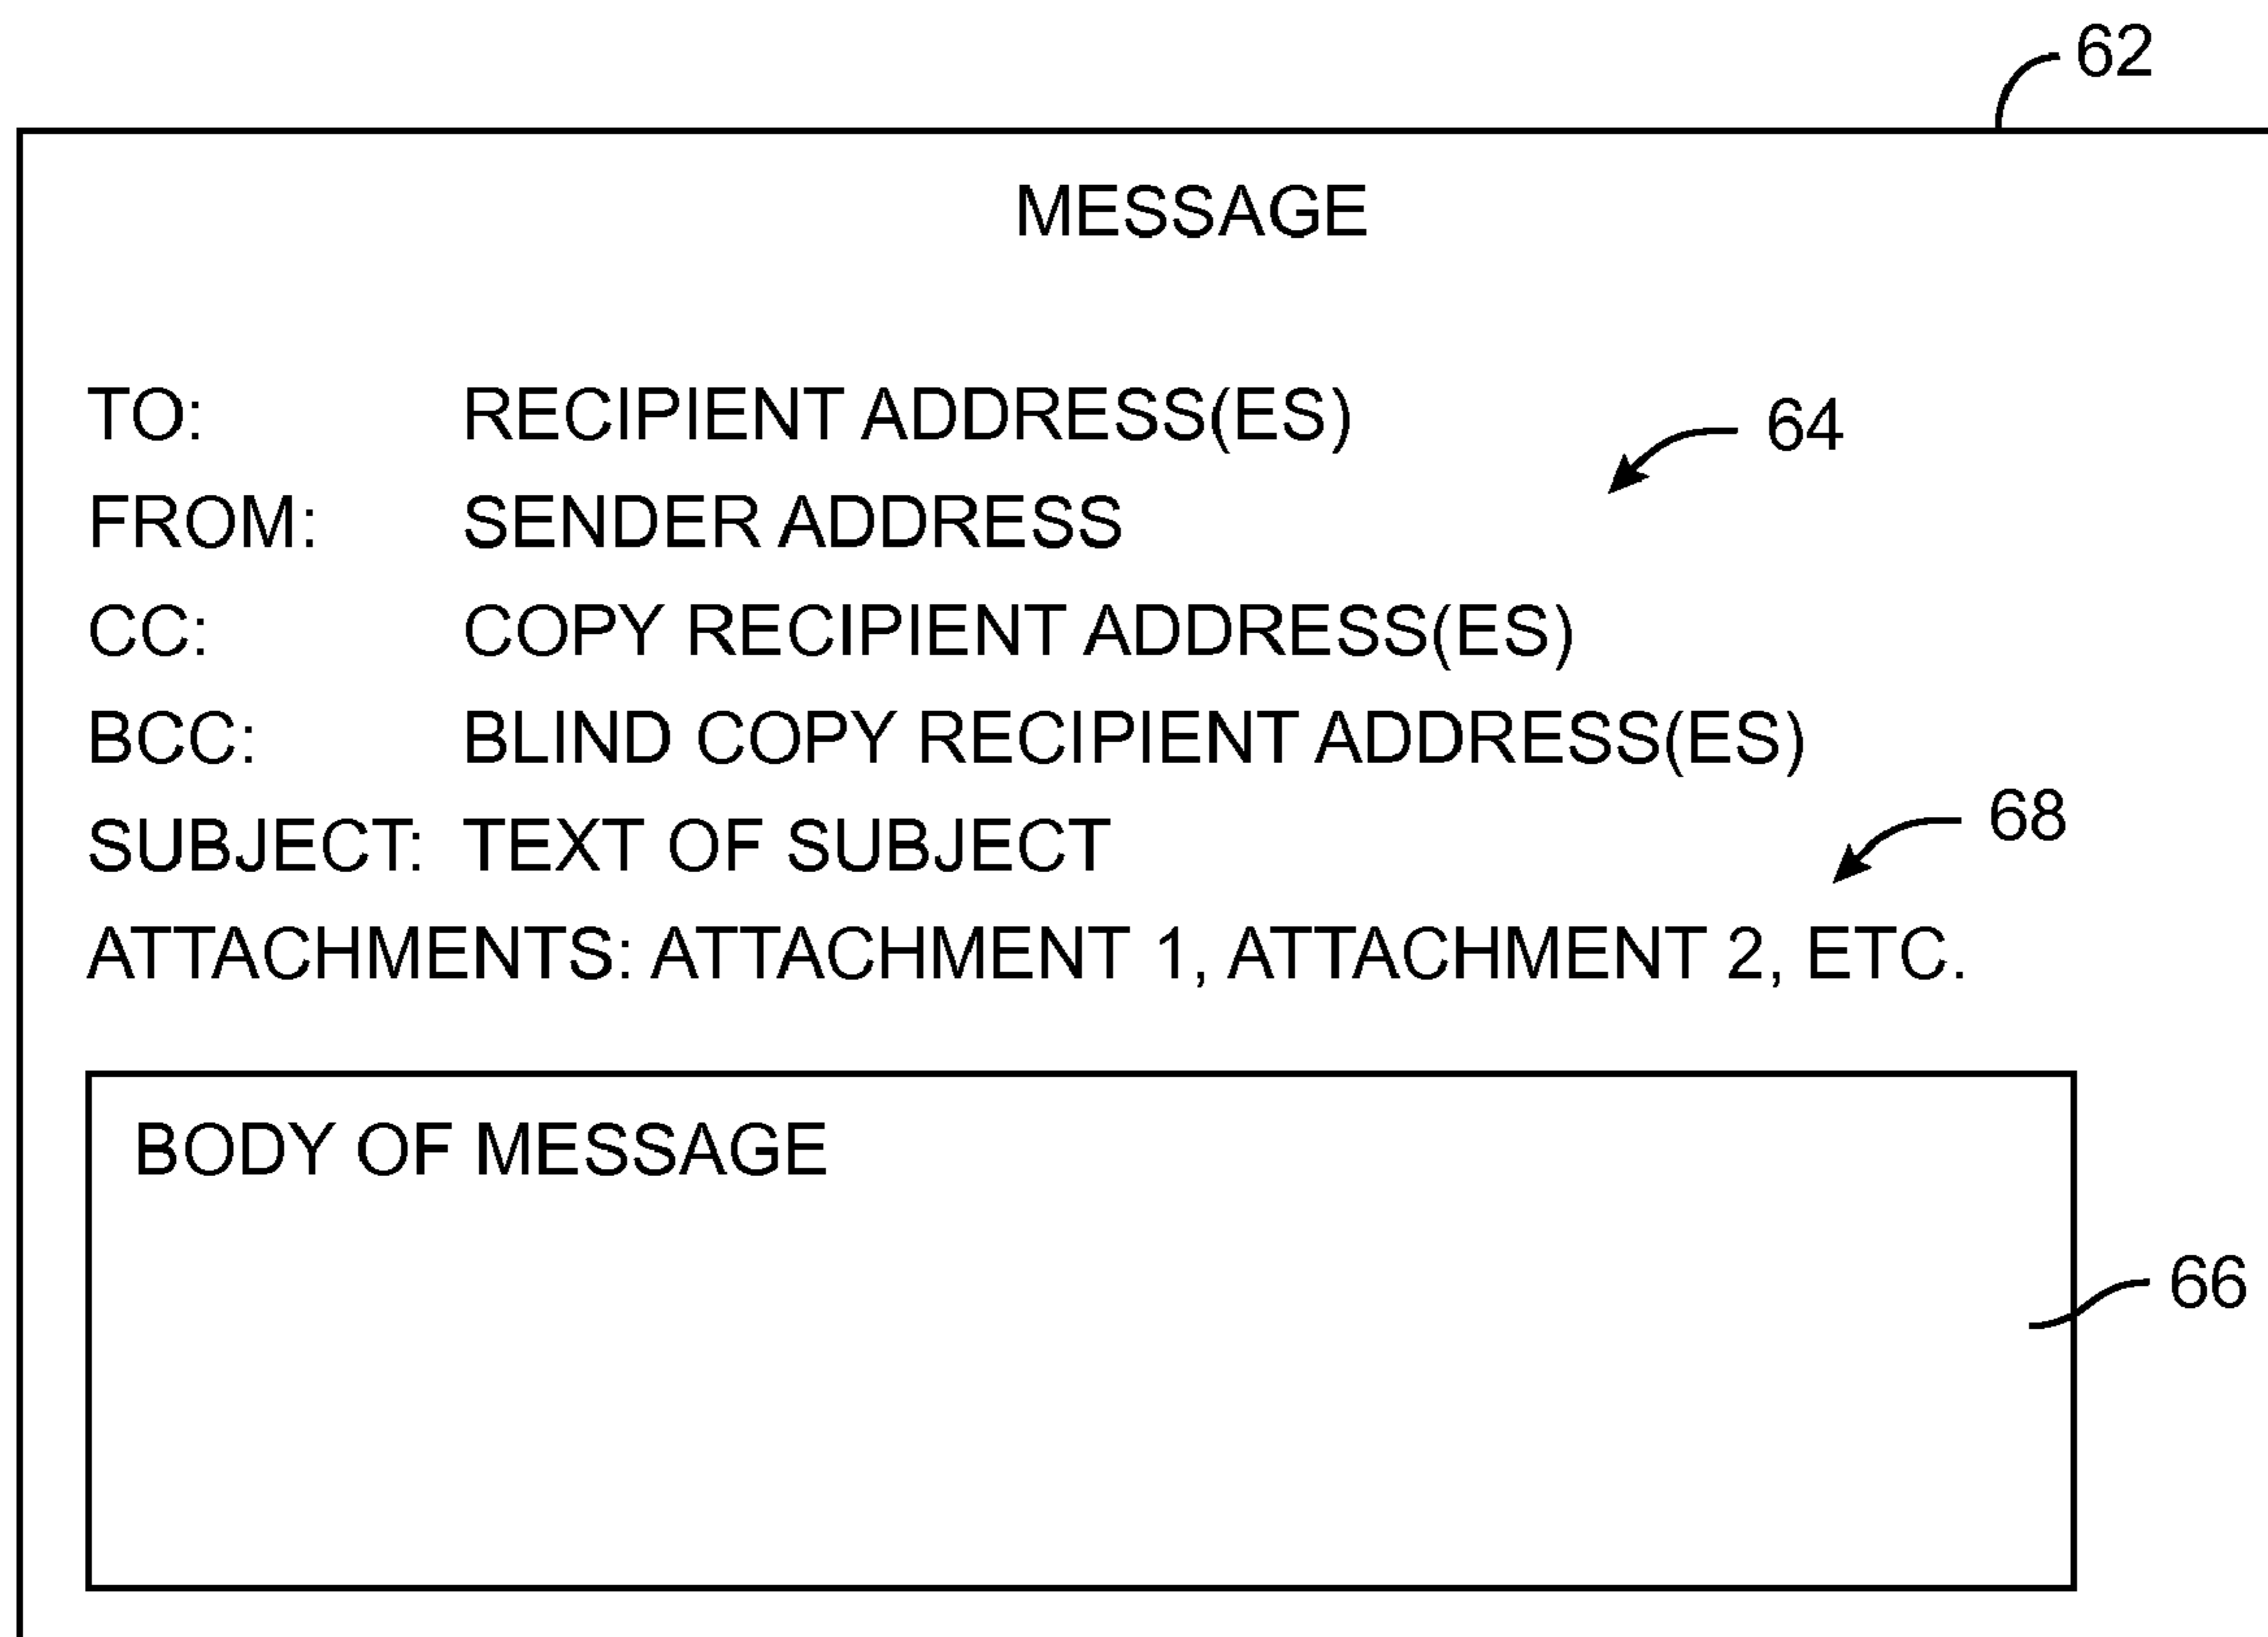 62
MESSAGE
TO: RECIPIENT ADDRESS(ES)
64
FROM: SENDER ADDRESS
CC: COPY RECIPIENT ADDRESS(ES)
BCC: BLIND COPY RECIPIENT ADDRESS(ES)
68
SUBJECT: TEXT OF SUBJECT
ATTACHMENTS: ATTACHMENT 1, ATTACHMENT 2, ETC.
BODY OF MESSAGE
66